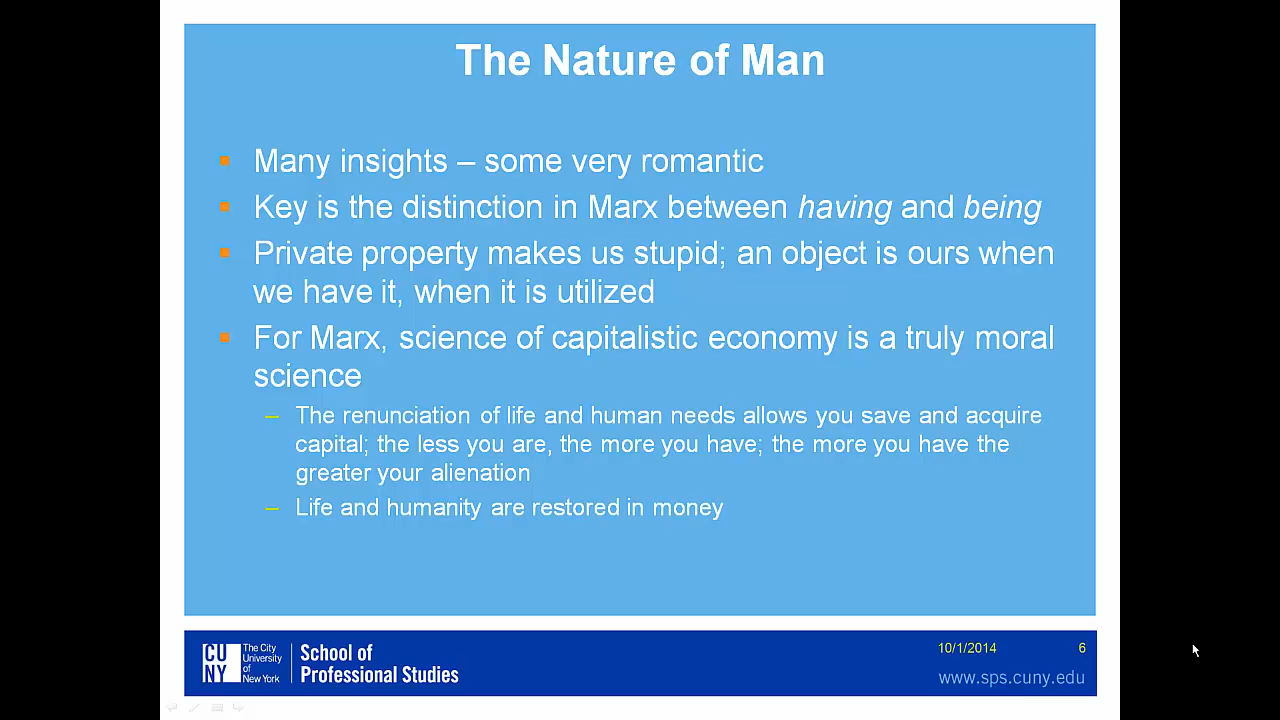 The Nature of Man
Many insights – some very romantic
Key is the distinction in Marx between having and being
Private property makes us stupid; an object is ours when
we have it, when it is utilized
For Marx, science of capitalistic economy is a truly moral
science
– The renunciation of life and human needs allows you save and acquire
capital; the less you are, the more you have; the more you have the
greater your alienation
– Life and humanity are restored in money
CU
NY
The City
University
of
New York
School of
Professional Studies
10/1/2014
6
www.sps.cuny.edu